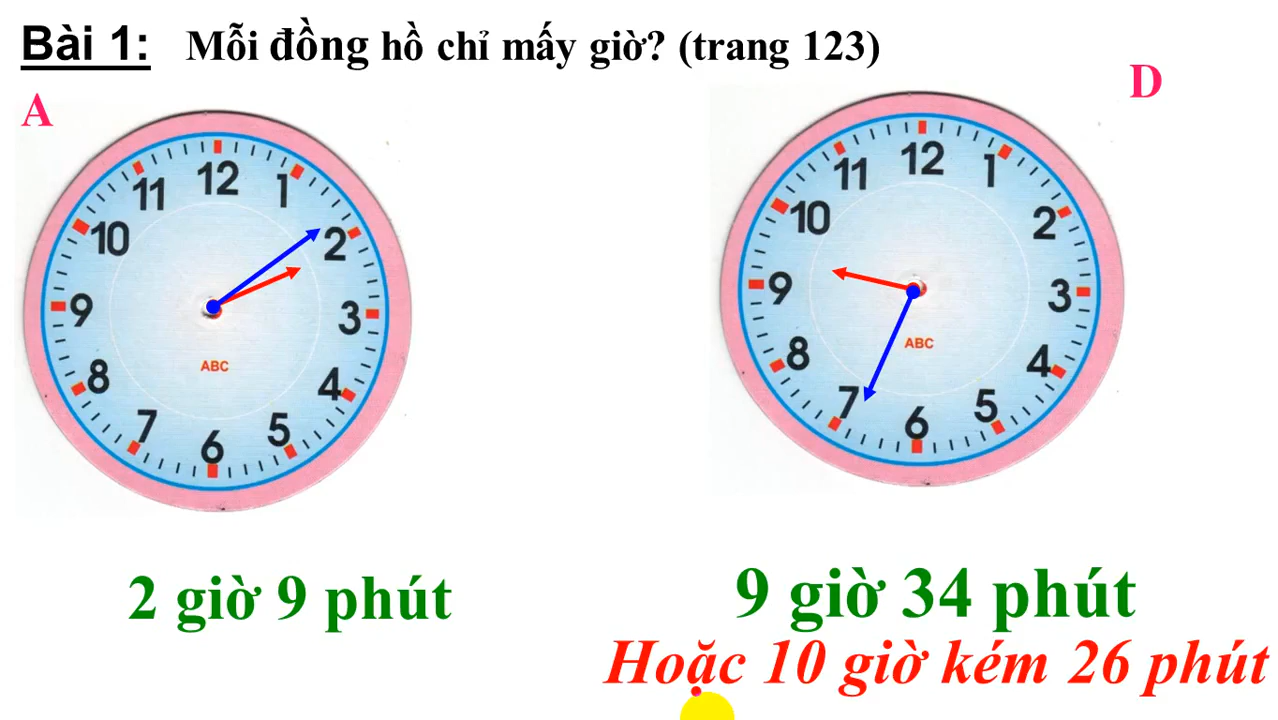 Bài 1: Mỗi đồng hồ chỉ mấy giờ? (trang 123)
A
12
11 1
10 2
9 3
ABC
8 4
7 5
6
2 giờ 9 phút
D
12
11 1
10 2
9 3
ABC
8 4
7 5
6
9 giờ 34 phút
Hoặc 10 giờ kém 26 phút